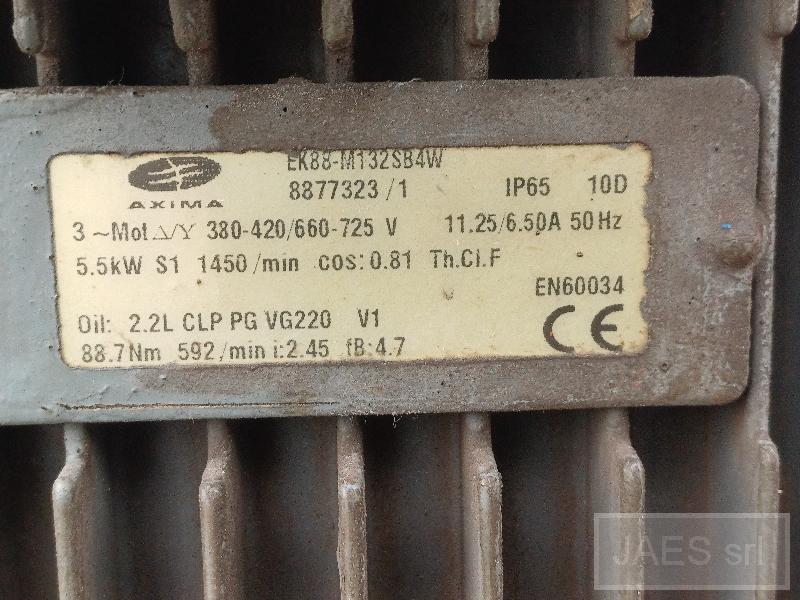 EK88-M132SB4W
AXIMA
8877323/1 IP65 10D
3~Mot Δ/Y 380-420/660-725 V 11.25/6.50A 50Hz
5.5kW S1 1450/min cos:0.81 Th.Cl.F
EN60034
Oil: 2.2L CLP PG VG220 V1
CE
88.7Nm 592/min i:2.45 fB:4.7
JAES srl